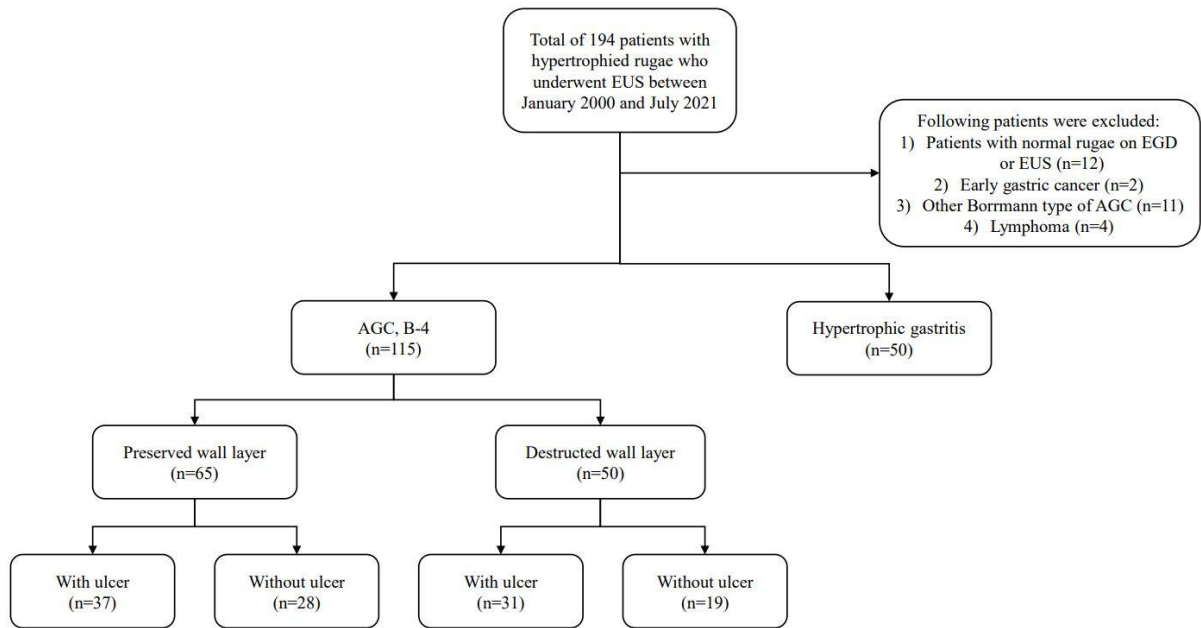 Total of 194 patients with
hypertrophied rugae who
underwent EUS between
January 2000 and July 2021
Following patients were excluded:
1) Patients with normal rugae on EGD
or EUS (n=12)
2) Early gastric cancer (n=2)
3) Other Borrmann type of AGC (n=11)
4) Lymphoma (n=4)
AGC, B-4
(n=115)
Hypertrophic gastritis
(n=50)
Preserved wall layer
(n=65)
Destructed wall layer
(n=50)
With ulcer
(n=37)
Without ulcer
(n=28)
With ulcer
(n=31)
Without ulcer
(n=19)